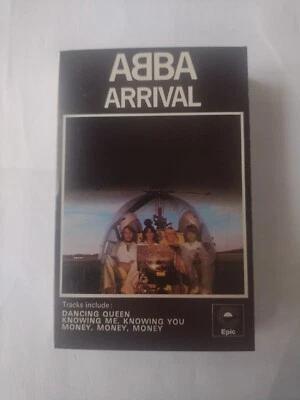 ABBA
ARRIVAL
Tracks include:
DANCING QUEEN
KNOWING ME, KNOWING YOU
MONEY, MONEY, MONEY
Epic